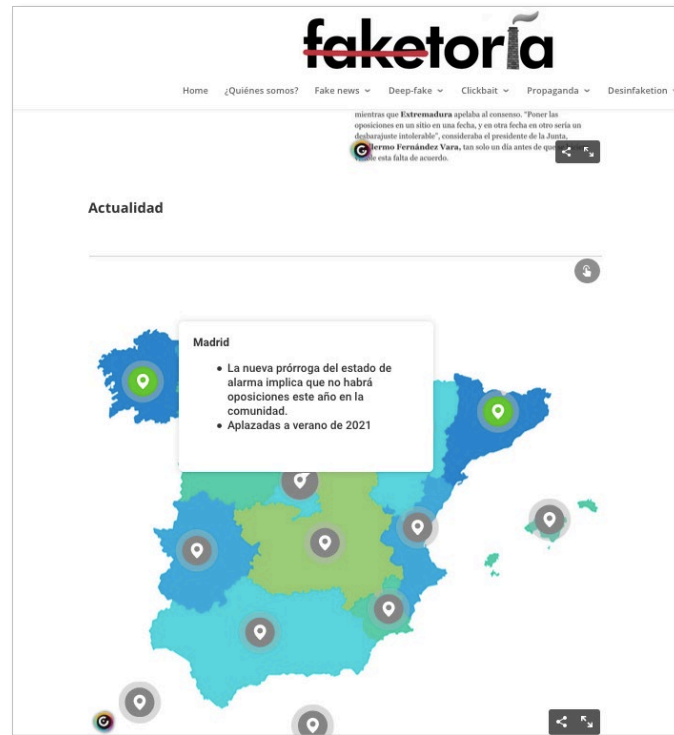 faketoría
Home ¿Quiénes somos? Fake news Deep-fake Clickbait Propaganda Desinfaketion
mientras que Extremadura apelaba al consenso. "Poner las
oposiciones en un sitio en una fecha, y en otra fecha en otro sería un
desbarajuste intolerable", consideraba el presidente de la Junta,
Fernández Vara, tan solo un día antes de que
esta falta de acuerdo.
Actualidad
Madrid
• La nueva prórroga del estado de
alarma implica que no habrá
oposiciones este año en la
comunidad.
• Aplazadas a verano de 2021